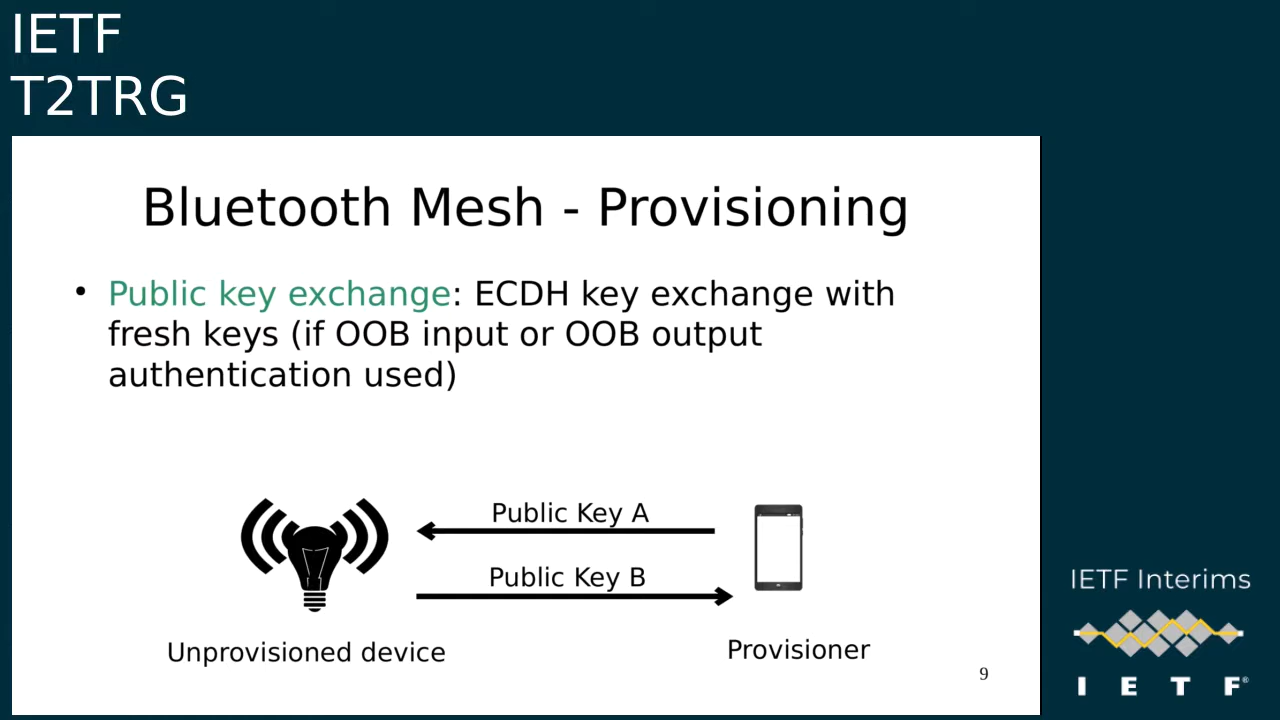 IETF
T2TRG
Bluetooth Mesh - Provisioning
• Public key exchange: ECDH key exchange with
fresh keys (if OOB input or OOB output
authentication used)
Public Key A
Public Key B
Unprovisioned device
Provisioner
9
IETF Interims
I E T F®